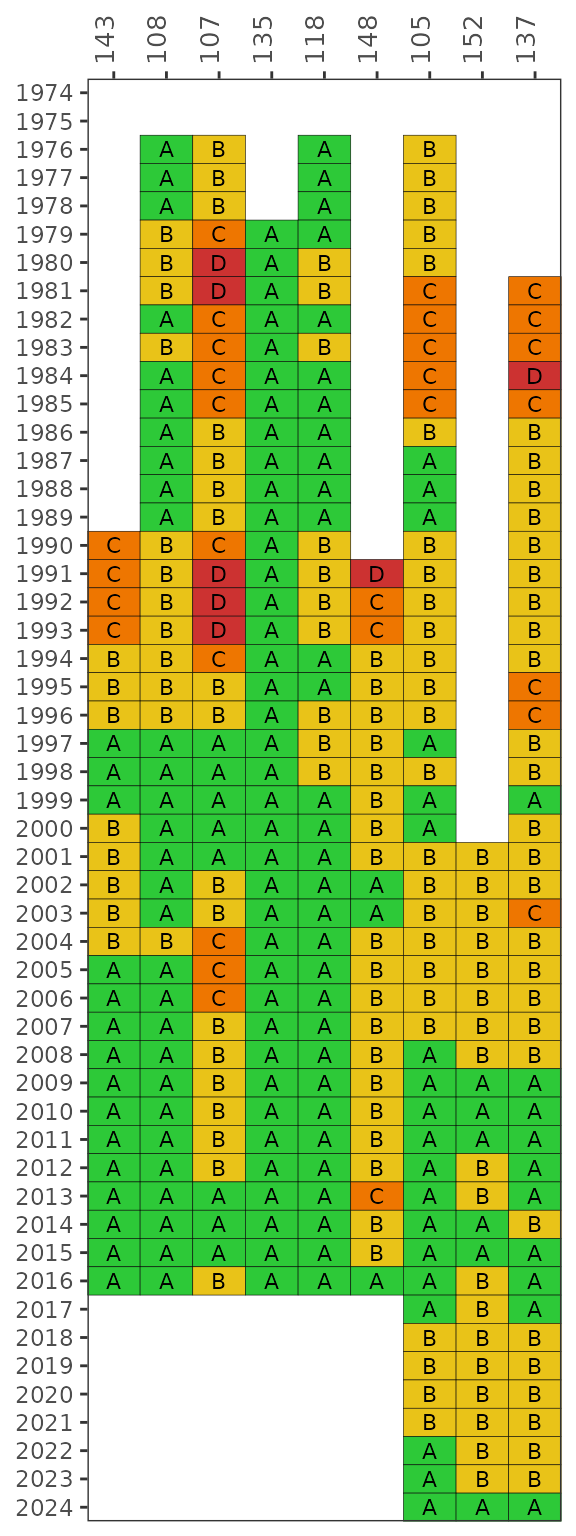 143 108 107 135 118 148 105 152 137
1974
1975
1976 A B A B
1977 A B A B
1978 A B A B
1979 B C A A B
1980 B D A B B
1981 B D A B C C
1982 A C A A C C
1983 B C A B C C
1984 A C A A C D
1985 A C A A C C
1986 A B A A B B
1987 A B A A A B
1988 A B A A A B
1989 A B A A A B
1990 C B C A B B B
1991 C B D A B D B B
1992 C B D A B C B B
1993 C B D A B C B B
1994 B B C A A B B B
1995 B B B A A B B C
1996 B B B A B B B C
1997 A A A A B B A B
1998 A A A A B B B B
1999 A A A A A B A A
2000 B A A A A B A B
2001 B A A A A B B B B
2002 B A B A A A B B B
2003 B A B A A A B B C
2004 B B C A A B B B B
2005 A A C A A B B B B
2006 A A C A A B B B B
2007 A A B A A B B B B
2008 A A B A A B A B B
2009 A A B A A B A A A
2010 A A B A A B A A A
2011 A A B A A B A A A
2012 A A B A A B A B A
2013 A A A A A C A B A
2014 A A A A A B A A B
2015 A A A A A B A A A
2016 A A B A A A A B A
2017 A B A
2018 B B B
2019 B B B
2020 B B B
2021 B B B
2022 A B B
2023 A B B
2024 A A A